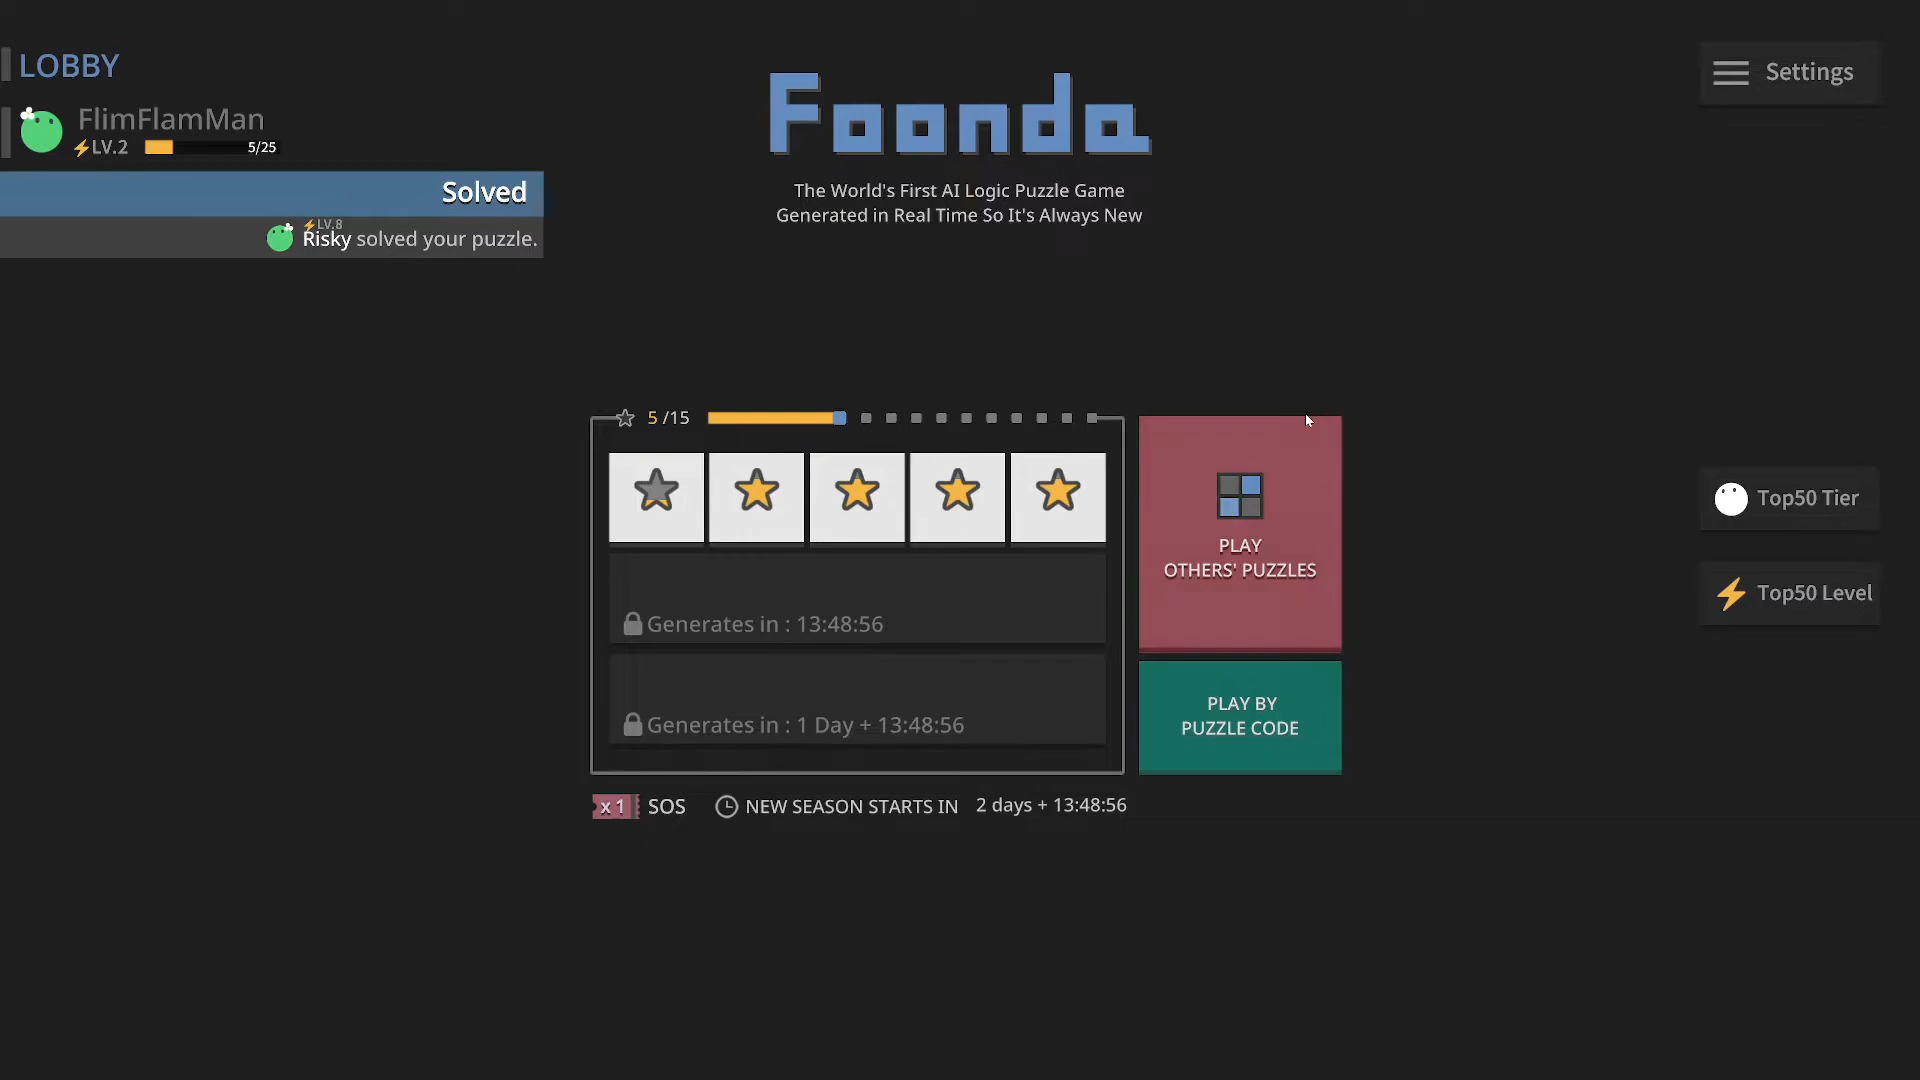 LOBBY
FlimFlamMan
LV.2 5/25
Solved
LV.8
Risky solved your puzzle.
Foonda
The World's First AI Logic Puzzle Game
Generated in Real Time So It's Always New
Settings
5 /15
Generates in : 13:48:56
Generates in : 1 Day + 13:48:56
PLAY
OTHERS' PUZZLES
PLAY BY
PUZZLE CODE
Top50 Tier
Top50 Level
x 1 SOS NEW SEASON STARTS IN 2 days + 13:48:56